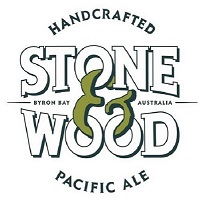 HANDCRAFTED
STONE
BYRON BAY & AUSTRALIA
WOOD
PACIFIC ALE